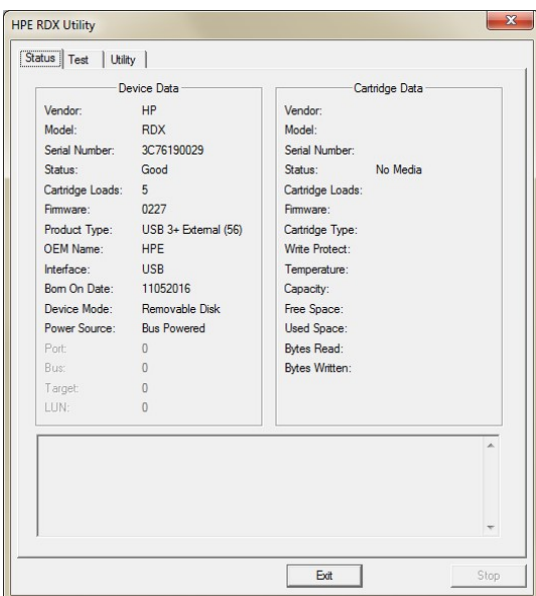 HPE RDX Utility
Status Test Utility
Device Data
Vendor: HP
Model: RDX
Serial Number: 3C76190029
Status: Good
Cartridge Loads: 5
Firmware: 0227
Product Type: USB 3+ External (56)
OEM Name: HPE
Interface: USB
Born On Date: 11052016
Device Mode: Removable Disk
Power Source: Bus Powered
Port: 0
Bus: 0
Target: 0
LUN: 0
Cartridge Data
Vendor:
Model:
Serial Number:
Status: No Media
Cartridge Loads:
Firmware:
Cartridge Type:
Write Protect:
Temperature:
Capacity:
Free Space:
Used Space:
Bytes Read:
Bytes Written:
Exit Stop